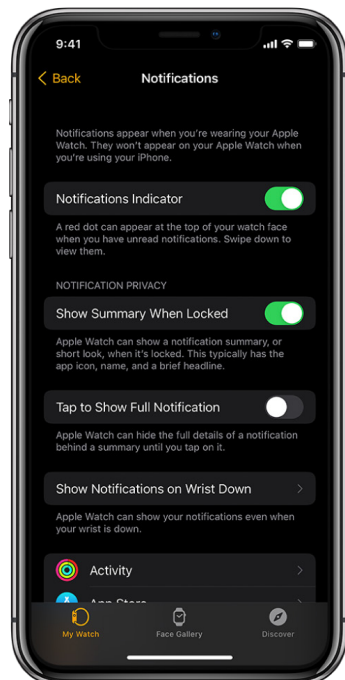 9:41
Back
Notifications
Notifications appear when you're wearing your Apple
Watch. They won't appear on your Apple Watch when
you're using your iPhone.
Notifications Indicator
A red dot can appear at the top of your watch face
when you have unread notifications. Swipe down to
view them.
NOTIFICATION PRIVACY
Show Summary When Locked
Apple Watch can show a notification summary, or
short look, when it's locked. This typically has the
app icon, name, and a brief headline.
Tap to Show Full Notification
Apple Watch can hide the full details of a notification
behind a summary until you tap on it.
Show Notifications on Wrist Down
Apple Watch can show your notifications even when
your wrist is down.
Activity
App Store
My Watch
Face Gallery
Discover